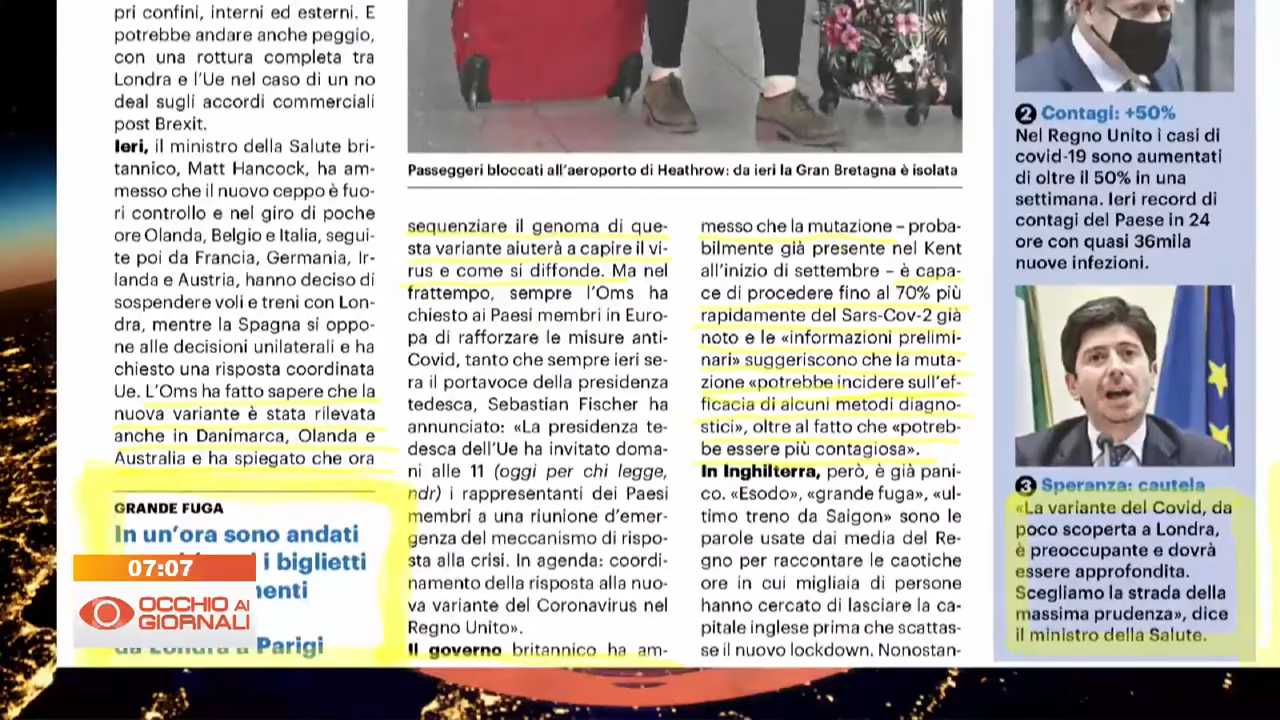 pri confini, interni ed esterni. E
potrebbe andare anche peggio,
con una rottura completa tra
Londra e l'Ue nel caso di un no
deal sugli accordi commerciali
post Brexit.
Ieri, il ministro della Salute bri-
tannico, Matt Hancock, ha am-
messo che il nuovo ceppo è fuo-
ri controllo e nel giro di poche
ore Olanda, Belgio e Italia, segui-
te poi da Francia, Germania, Ir-
landa e Austria, hanno deciso di
sospendere voli e treni con Lon-
dra, mentre la Spagna si oppo-
ne alle decisioni unilaterali e ha
chiesto una risposta coordinata
Ue. L'Oms ha fatto sapere che la
nuova variante è stata rilevata
anche in Danimarca, Olanda e
Australia e ha spiegato che ora
GRANDE FUGA
In un'ora sono andati
i biglietti
da Londra a Parigi
07:07
OCCHIO AI
GIORNALI
Passeggeri bloccati all'aeroporto di Heathrow: da ieri la Gran Bretagna è isolata
sequenziare il genoma di que-
sta variante aiuterà a capire il vi-
rus e come si diffonde. Ma nel
frattempo, sempre l'Oms ha
chiesto ai Paesi membri in Euro-
pa di rafforzare le misure anti-
Covid, tanto che sempre ieri se-
ra il portavoce della presidenza
tedesca, Sebastian Fischer ha
annunciato: «La presidenza te-
desca dell'Ue ha invitato doma-
ni alle 11 (oggi per chi legge,
ndr) i rappresentanti dei Paesi
membri a una riunione d'emer-
genza del meccanismo di rispo-
sta alla crisi. In agenda: coordi-
namento della risposta alla nuo-
va variante del Coronavirus nel
Regno Unito».
Il governo britannico ha am-
messo che la mutazione – proba-
bilmente già presente nel Kent
all'inizio di settembre – è capa-
ce di procedere fino al 70% più
rapidamente del Sars-Cov-2 già
noto e le «informazioni prelimi-
nari» suggeriscono che la muta-
zione «potrebbe incidere sull'ef-
ficacia di alcuni metodi diagno-
stici», oltre al fatto che «potreb-
be essere più contagiosa».
In Inghilterra, però, è già pani-
co. «Esodo», «grande fuga», «ul-
timo treno da Saigon» sono le
parole usate dai media del Re-
gno per raccontare le caotiche
ore in cui migliaia di persone
hanno cercato di lasciare la ca-
pitale inglese prima che scattas-
se il nuovo lockdown. Nonostan-
2 Contagi: +50%
Nel Regno Unito i casi di
covid-19 sono aumentati
di oltre il 50% in una
settimana. Ieri record di
contagi del Paese in 24
ore con quasi 36mila
nuove infezioni.
3 Speranza: cautela
«La variante del Covid, da
poco scoperta a Londra,
è preoccupante e dovrà
essere approfondita.
Scegliamo la strada della
massima prudenza», dice
il ministro della Salute.